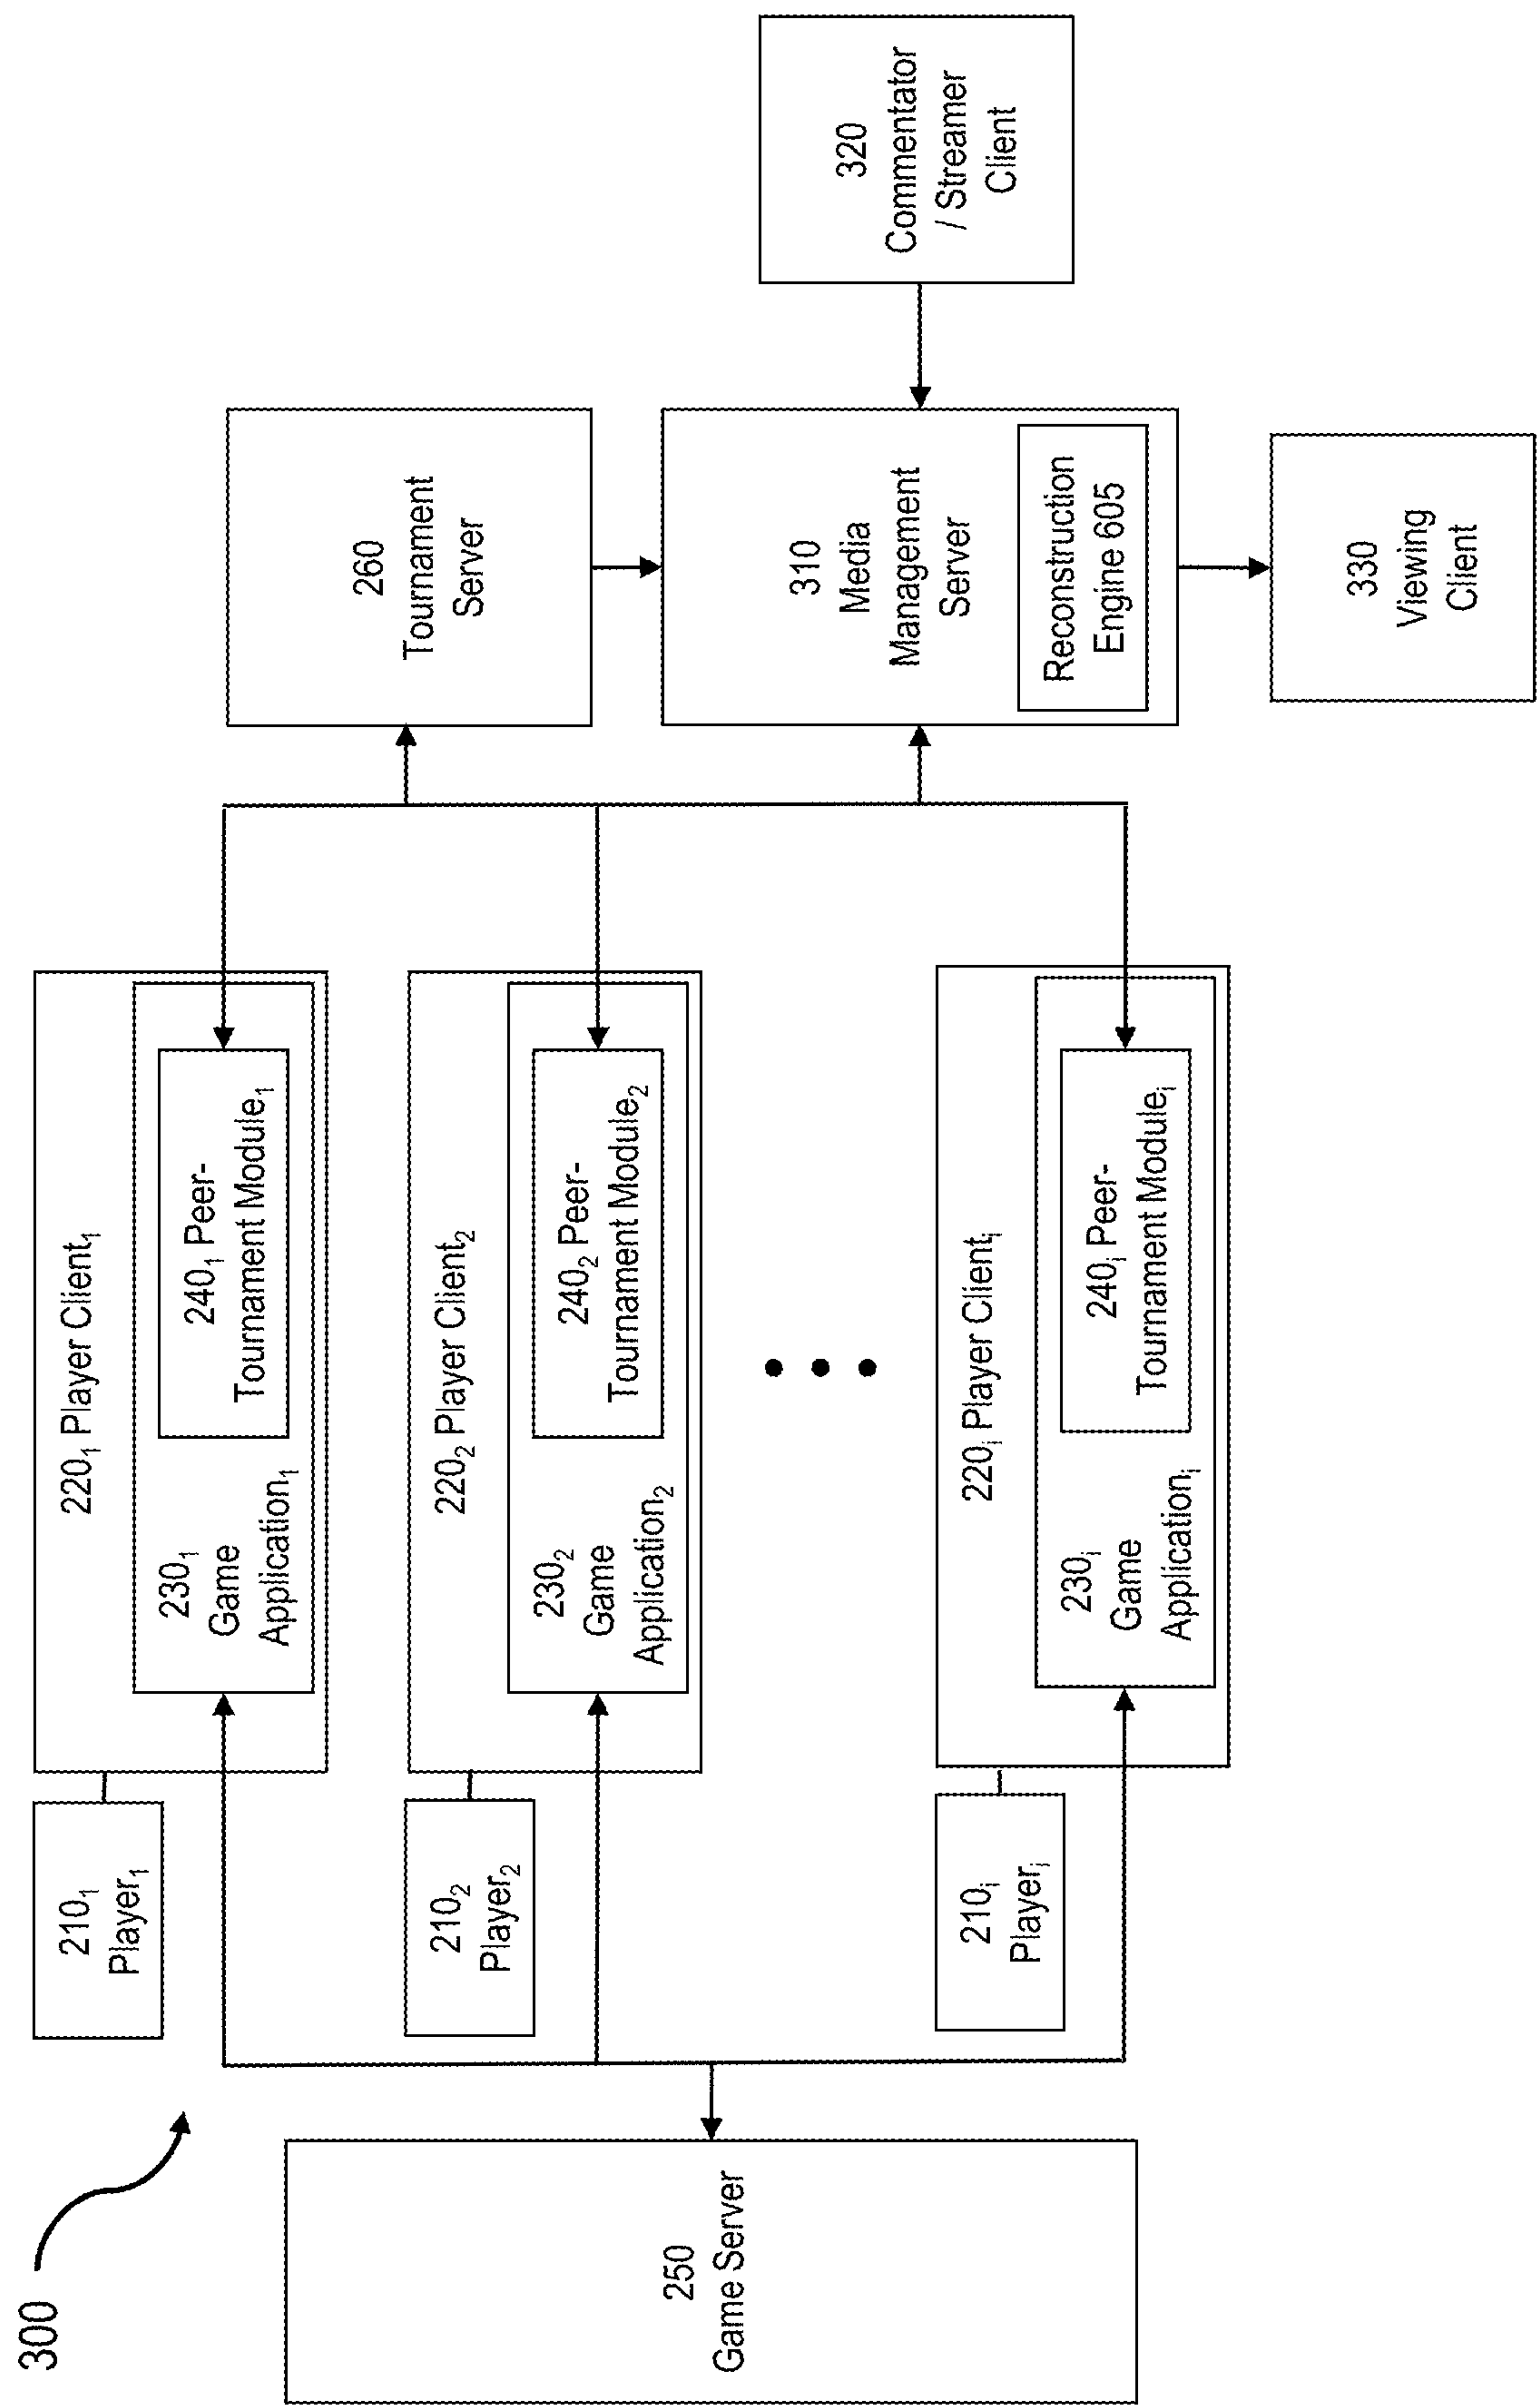 300
250
Game Server
210₁
Player₁
220₁ Player Client₁
230₁
Game
Application₁
240₁ Peer-
Tournament Module₁
210₂
Player₂
220₂ Player Client₂
230₂
Game
Application₂
240₂ Peer-
Tournament Module₂
210ᵢ
Playerᵢ
220ᵢ Player Clientᵢ
230ᵢ
Game
Applicationᵢ
240ᵢ Peer-
Tournament Moduleᵢ
260
Tournament
Server
310
Media
Management
Server
Reconstruction
Engine 605
320
Commentator
/ Streamer
Client
330
Viewing
Client